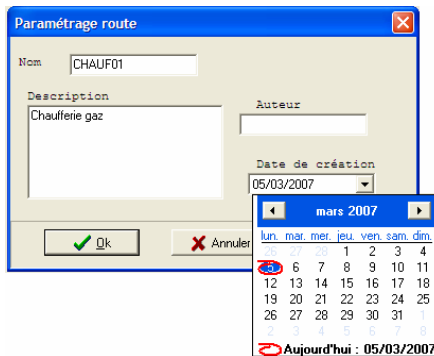 Paramétrage route
Nom CHAUF01
Description
Chaufferie gaz
Auteur
Date de création
05/03/2007
mars 2007
lun. mar. mer. jeu. ven. sam. dim.
26 27 28 1 2 3 4
5 6 7 8 9 10 11
12 13 14 15 16 17 18
19 20 21 22 23 24 25
26 27 28 29 30 31 1
2 3 4 5 6 7 8
Aujourd'hui : 05/03/2007
Ok Annuler